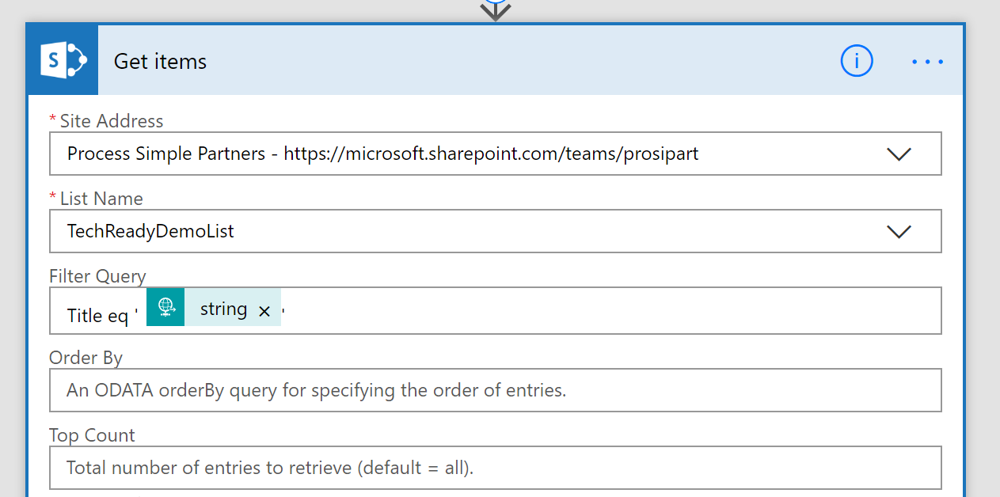 S
Get items
i
* Site Address
Process Simple Partners - https://microsoft.sharepoint.com/teams/prosipart
* List Name
TechReadyDemoList
Filter Query
Title eq ' string × '
Order By
An ODATA orderBy query for specifying the order of entries.
Top Count
Total number of entries to retrieve (default = all).